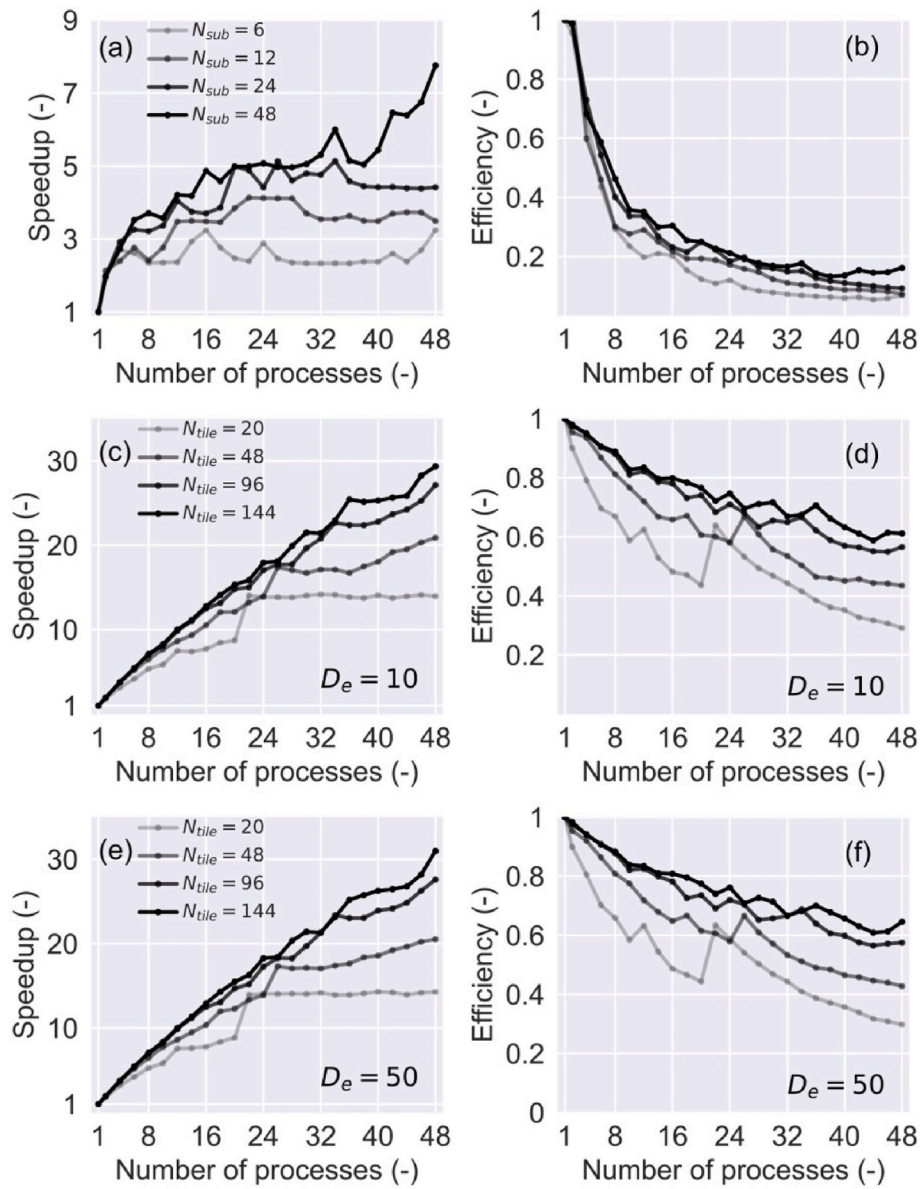 (a)
N_sub = 6
N_sub = 12
N_sub = 24
N_sub = 48
9
7
5
3
1
Speedup (-)
1 8 16 24 32 40 48
Number of processes (-)
(b)
1
0.8
0.6
0.4
0.2
Efficiency (-)
1 8 16 24 32 40 48
Number of processes (-)
(c)
N_tile = 20
N_tile = 48
N_tile = 96
N_tile = 144
30
20
10
1
Speedup (-)
D_e = 10
1 8 16 24 32 40 48
Number of processes (-)
(d)
1
0.8
0.6
0.4
0.2
Efficiency (-)
D_e = 10
1 8 16 24 32 40 48
Number of processes (-)
(e)
N_tile = 20
N_tile = 48
N_tile = 96
N_tile = 144
30
20
10
1
Speedup (-)
D_e = 50
1 8 16 24 32 40 48
Number of processes (-)
(f)
1
0.8
0.6
0.4
0.2
0
Efficiency (-)
D_e = 50
1 8 16 24 32 40 48
Number of processes (-)